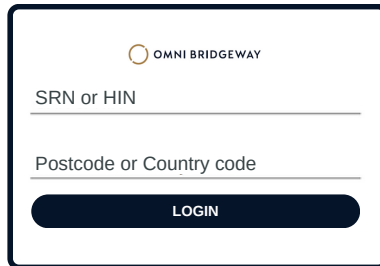 OMNI BRIDGEWAY
SRN or HIN
Postcode or Country code
LOGIN